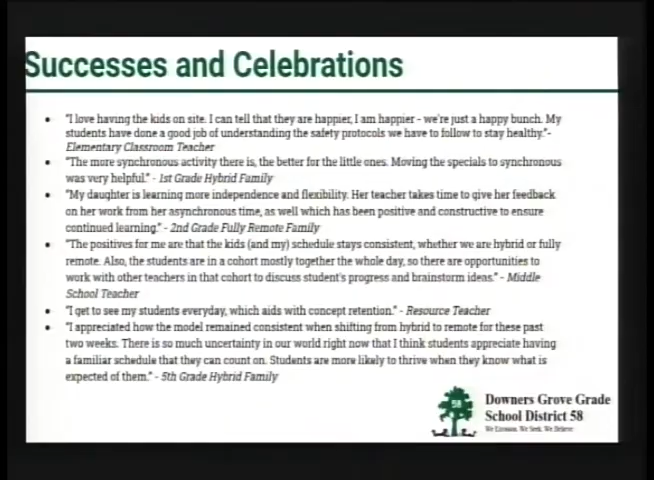 Successes and Celebrations
• "I love having the kids on site. I can tell that they are happier, I am happier - we're just a happy bunch. My
students have done a good job of understanding the safety protocols we have to follow to stay healthy."-
Elementary Classroom Teacher
• "The more synchronous activity there is, the better for the little ones. Moving the specials to synchronous
was very helpful." - 1st Grade Hybrid Family
• "My daughter is learning more independence and flexibility. Her teacher takes time to give her feedback
on her work from her asynchronous time, as well which has been positive and constructive to ensure
continued learning." - 2nd Grade Fully Remote Family
• "The positives for me are that the kids (and my) schedule stays consistent, whether we are hybrid or fully
remote. Also, the students are in a cohort mostly together the whole day, so there are opportunities to
work with other teachers in that cohort to discuss student's progress and brainstorm ideas." - Middle
School Teacher
• "I get to see my students everyday, which aids with concept retention." - Resource Teacher
• "I appreciated how the model remained consistent when shifting from hybrid to remote for these past
two weeks. There is so much uncertainty in our world right now that I think students appreciate having
a familiar schedule that they can count on. Students are more likely to thrive when they know what is
expected of them." - 5th Grade Hybrid Family
58
Downers Grove Grade
School District 58
We Envision. We Seek. We Believe